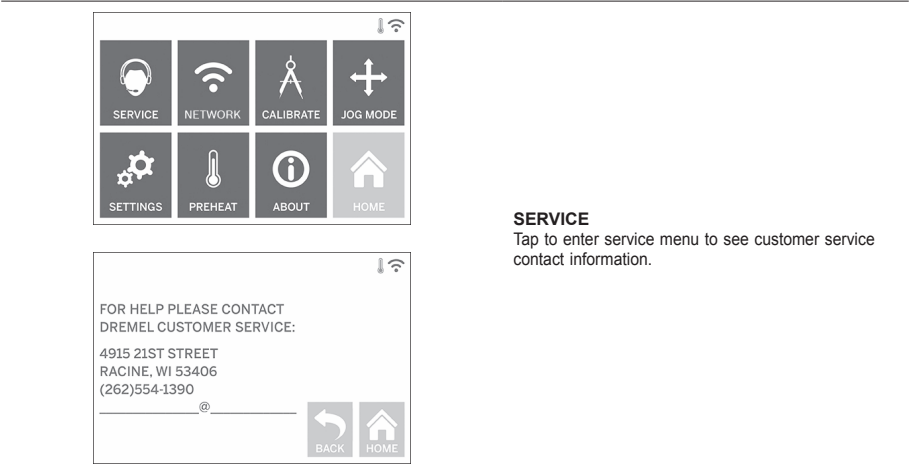 SERVICE NETWORK CALIBRATE JOG MODE
SETTINGS PREHEAT ABOUT HOME
SERVICE
Tap to enter service menu to see customer service
contact information.
FOR HELP PLEASE CONTACT
DREMEL CUSTOMER SERVICE:
4915 21ST STREET
RACINE, WI 53406
(262)554-1390
______________@____________
BACK HOME